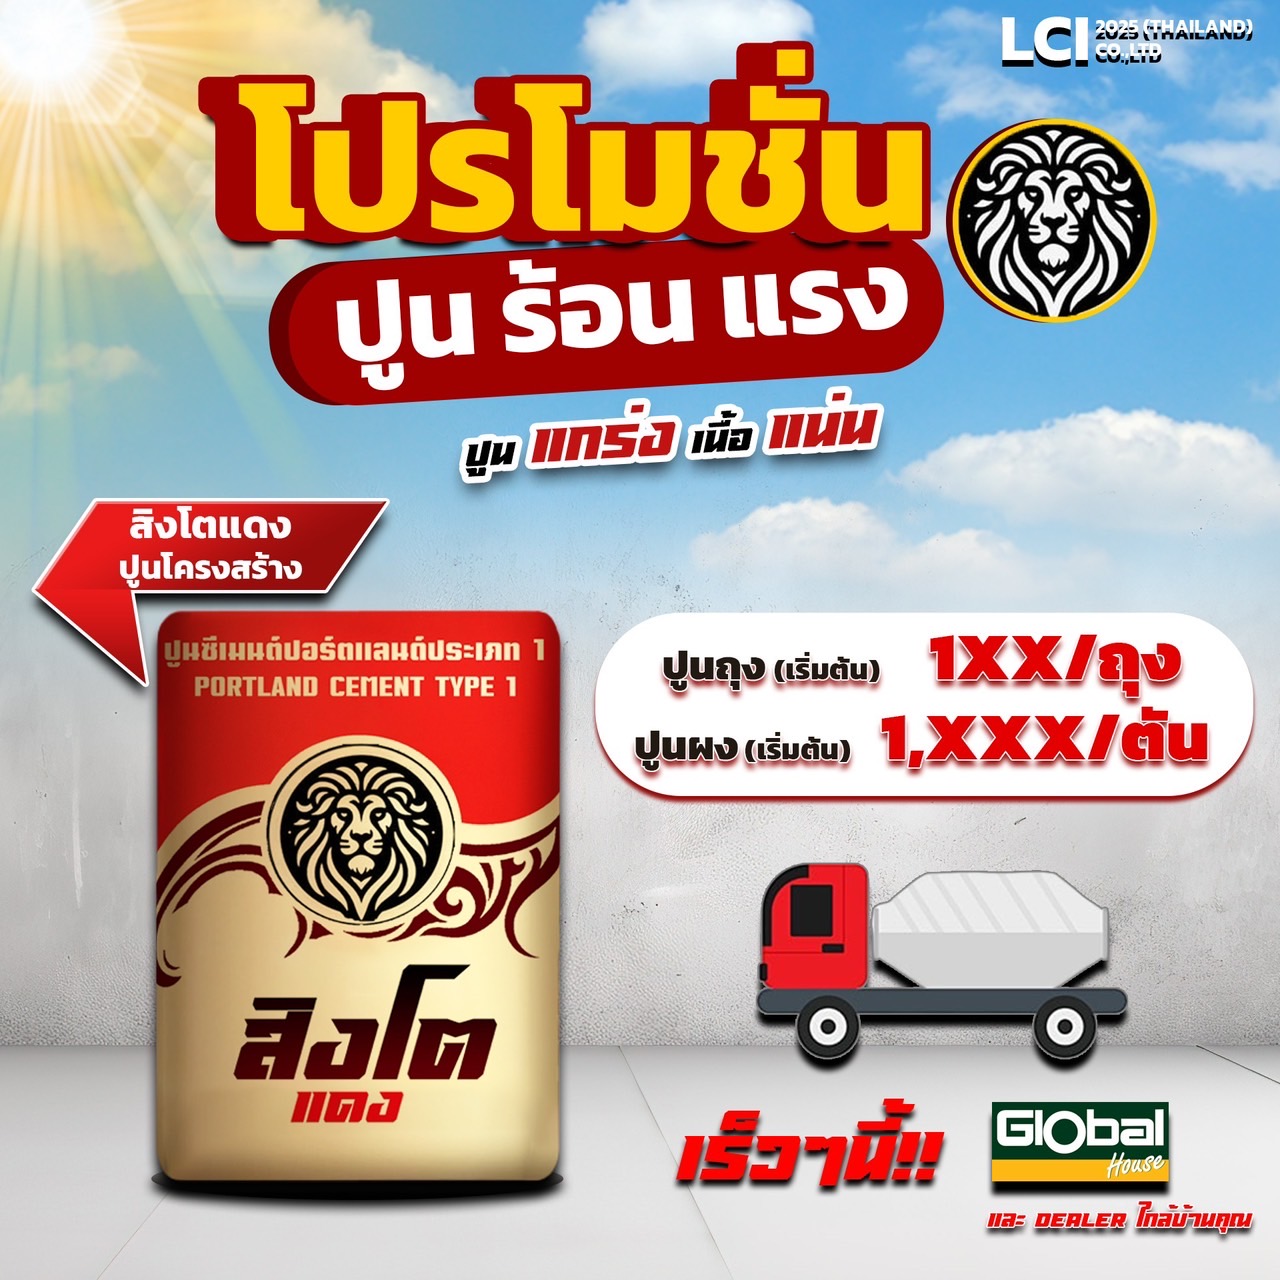 LCI 2025 (THAILAND) CO.,LTD
โปรโมชั่น
ปูน ร้อน แรง
ปูน แกร่ง เนื้อ แน่น
สิงโตแดง
ปูนโครงสร้าง
ปูนซีเมนต์ปอร์ตแลนด์ประเภท 1
PORTLAND CEMENT TYPE 1
สิงโต
แดง
ปูนถุง (เริ่มต้น) 1XX/ถุง
ปูนผง (เริ่มต้น) 1,XXX/ตัน
เร็วๆนี้!!
Global
House
และ DEALER ใกล้บ้านคุณ